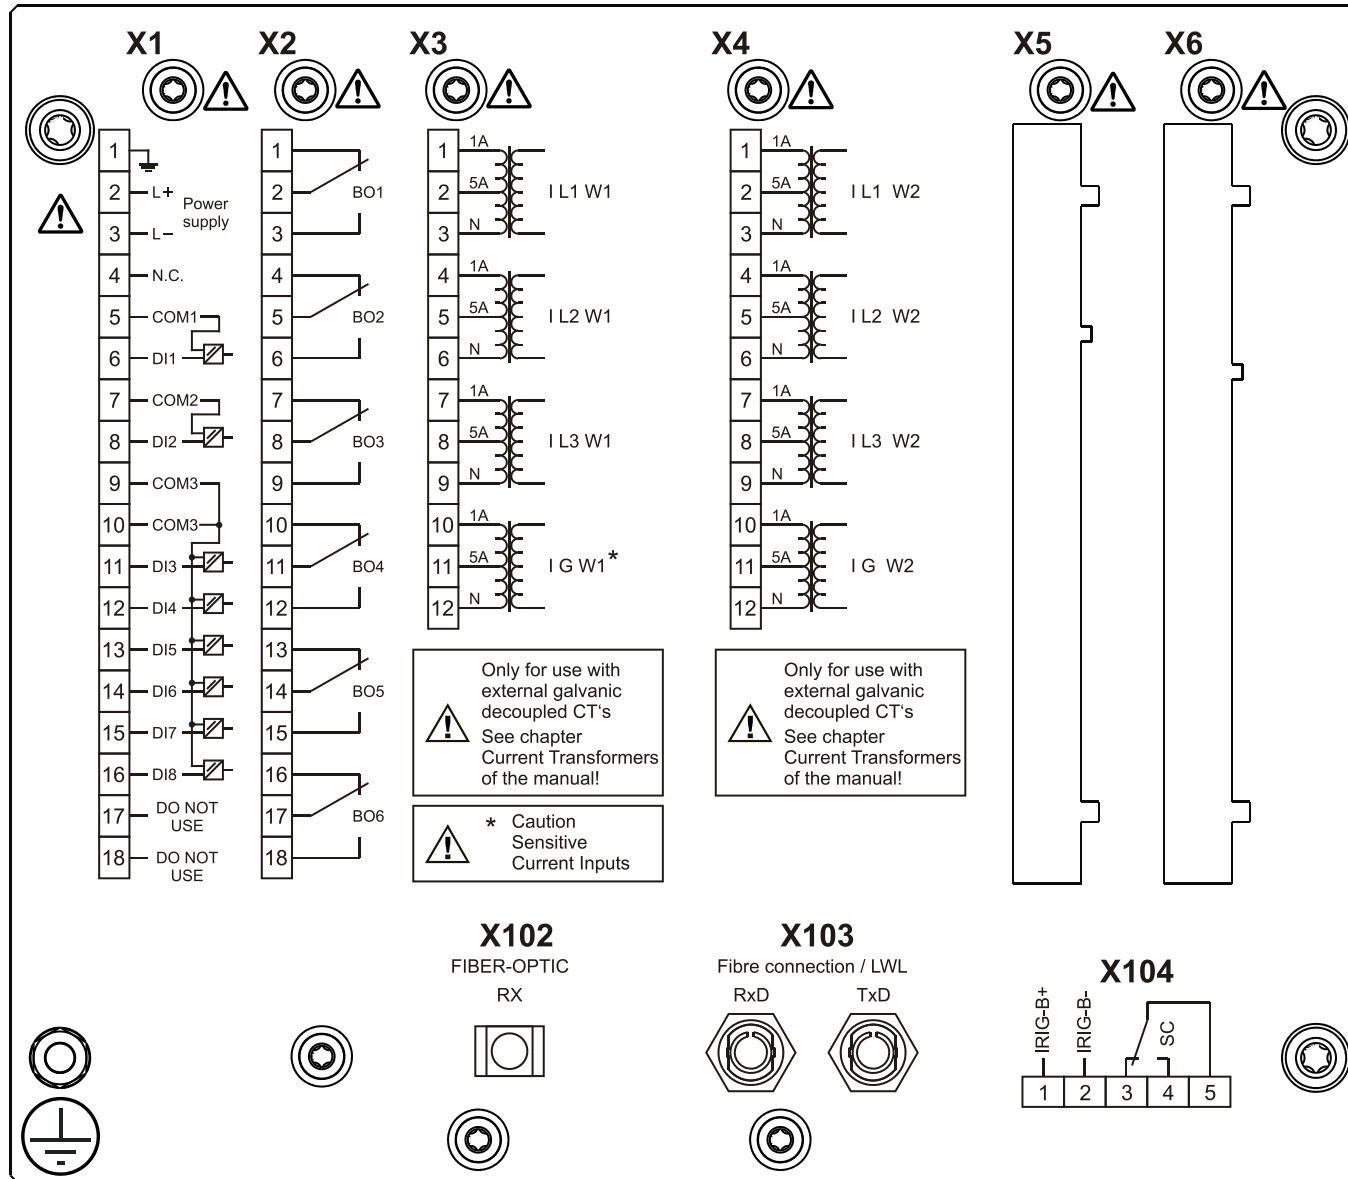 X1
X2
X3
X4
X5
X6
1
2 L+
Power
supply
3 L–
4 N.C.
5 COM1
6 DI1
7 COM2
8 DI2
9 COM3
10 COM3
11 DI3
12 DI4
13 DI5
14 DI6
15 DI7
16 DI8
17 DO NOT
USE
18 DO NOT
USE
1
2 BO1
3
4
5 BO2
6
7
8 BO3
9
10
11 BO4
12
13
14 BO5
15
16
17 BO6
18
1 1A
2 5A I L1 W1
3 N
4 1A
5 5A I L2 W1
6 N
7 1A
8 5A I L3 W1
9 N
10 1A
11 5A I G W1*
12 N
Only for use with
external galvanic
decoupled CT‘s
See chapter
Current Transformers
of the manual!
* Caution
Sensitive
Current Inputs
1 1A
2 5A I L1 W2
3 N
4 1A
5 5A I L2 W2
6 N
7 1A
8 5A I L3 W2
9 N
10 1A
11 5A I G W2
12 N
Only for use with
external galvanic
decoupled CT‘s
See chapter
Current Transformers
of the manual!
X102
FIBER-OPTIC
RX
X103
Fibre connection / LWL
RxD TxD
X104
IRIG-B+
IRIG-B-
SC
1 2 3 4 5